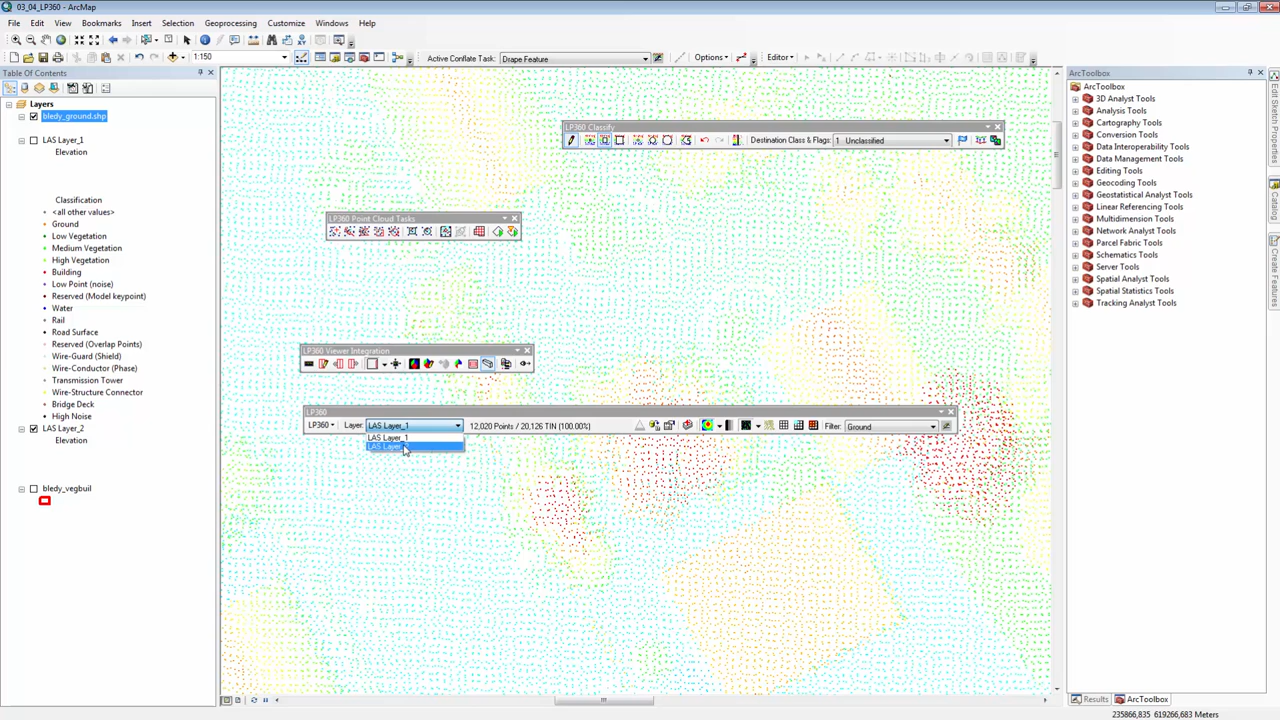 03_04_LP360 - ArcMap
File Edit View Bookmarks Insert Selection Geoprocessing Customize Windows Help
1:150
Active Conflate Task: Drape Feature
Options
Editor
Table Of Contents
Layers
bledy_ground.shp
LAS Layer_1
Elevation
Classification
<all other values>
Ground
Low Vegetation
Medium Vegetation
High Vegetation
Building
Low Point (noise)
Reserved (Model keypoint)
Water
Rail
Road Surface
Reserved (Overlap Points)
Wire-Guard (Shield)
Wire-Conductor (Phase)
Transmission Tower
Wire-Structure Connector
Bridge Deck
High Noise
LAS Layer_2
Elevation
bledy_vegbuil
LP360 Classify
Destination Class & Flags: 1 Unclassified
LP360 Point Cloud Tasks
LP360 Viewer Integration
LP360
LP360 Layer: LAS Layer_1 12,020 Points / 20,126 TIN (100.00%) Filter: Ground
LAS Layer_1
ArcToolbox
ArcToolbox
3D Analyst Tools
Analysis Tools
Cartography Tools
Conversion Tools
Data Interoperability Tools
Data Management Tools
Editing Tools
Geocoding Tools
Geostatistical Analyst Tools
Linear Referencing Tools
Multidimension Tools
Network Analyst Tools
Parcel Fabric Tools
Schematics Tools
Server Tools
Spatial Analyst Tools
Spatial Statistics Tools
Tracking Analyst Tools
Edit Sketch Properties
Catalog
Create Features
Results ArcToolbox
235866,835 619266,683 Meters